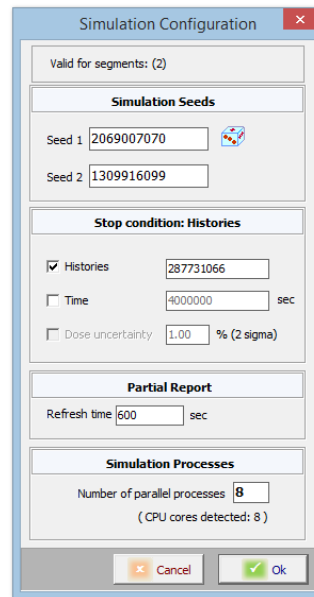 Simulation Configuration
Valid for segments: (2)
Simulation Seeds
Seed 1 2069007070
Seed 2 1309916099
Stop condition: Histories
Histories 287731066
Time 4000000 sec
Dose uncertainty 1.00 % (2 sigma)
Partial Report
Refresh time 600 sec
Simulation Processes
Number of parallel processes 8
( CPU cores detected: 8 )
Cancel Ok